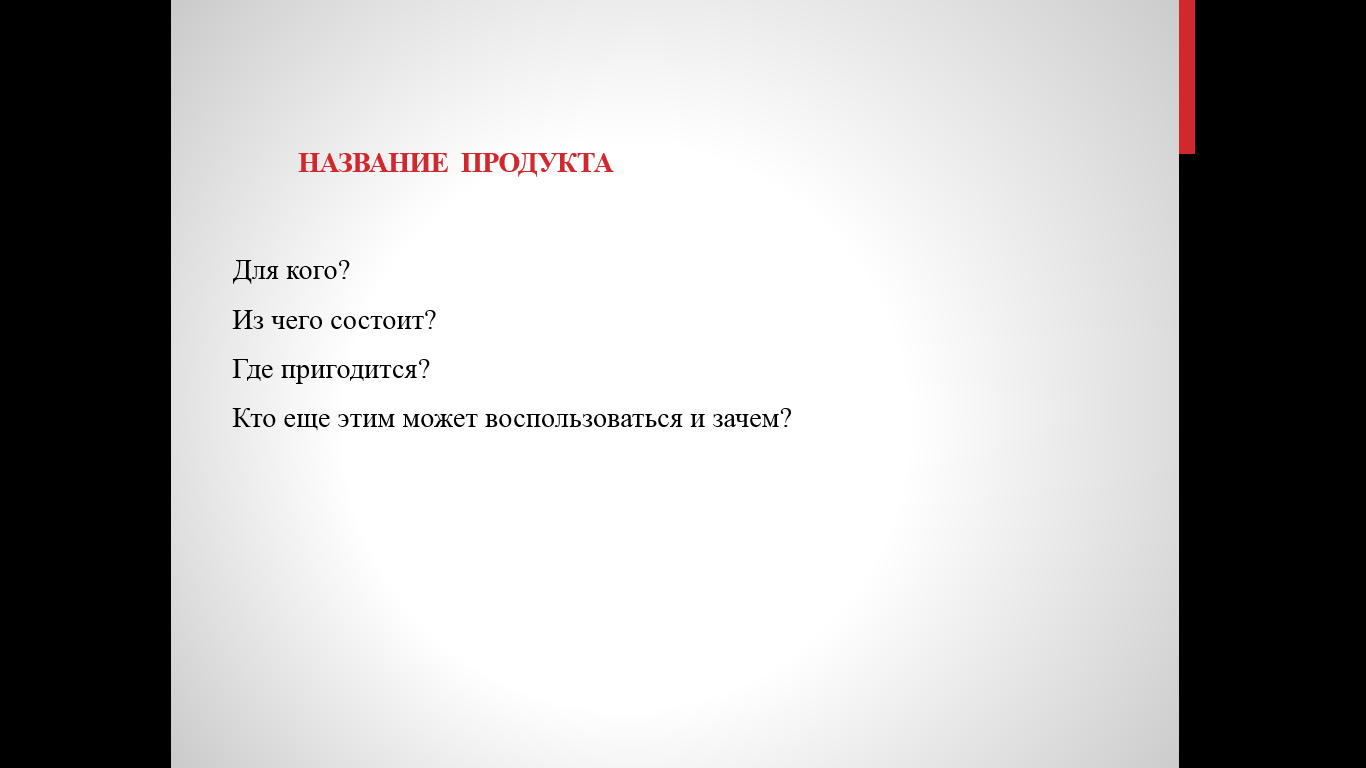 НАЗВАНИЕ ПРОДУКТА
Для кого?
Из чего состоит?
Где пригодится?
Кто еще этим может воспользоваться и зачем?